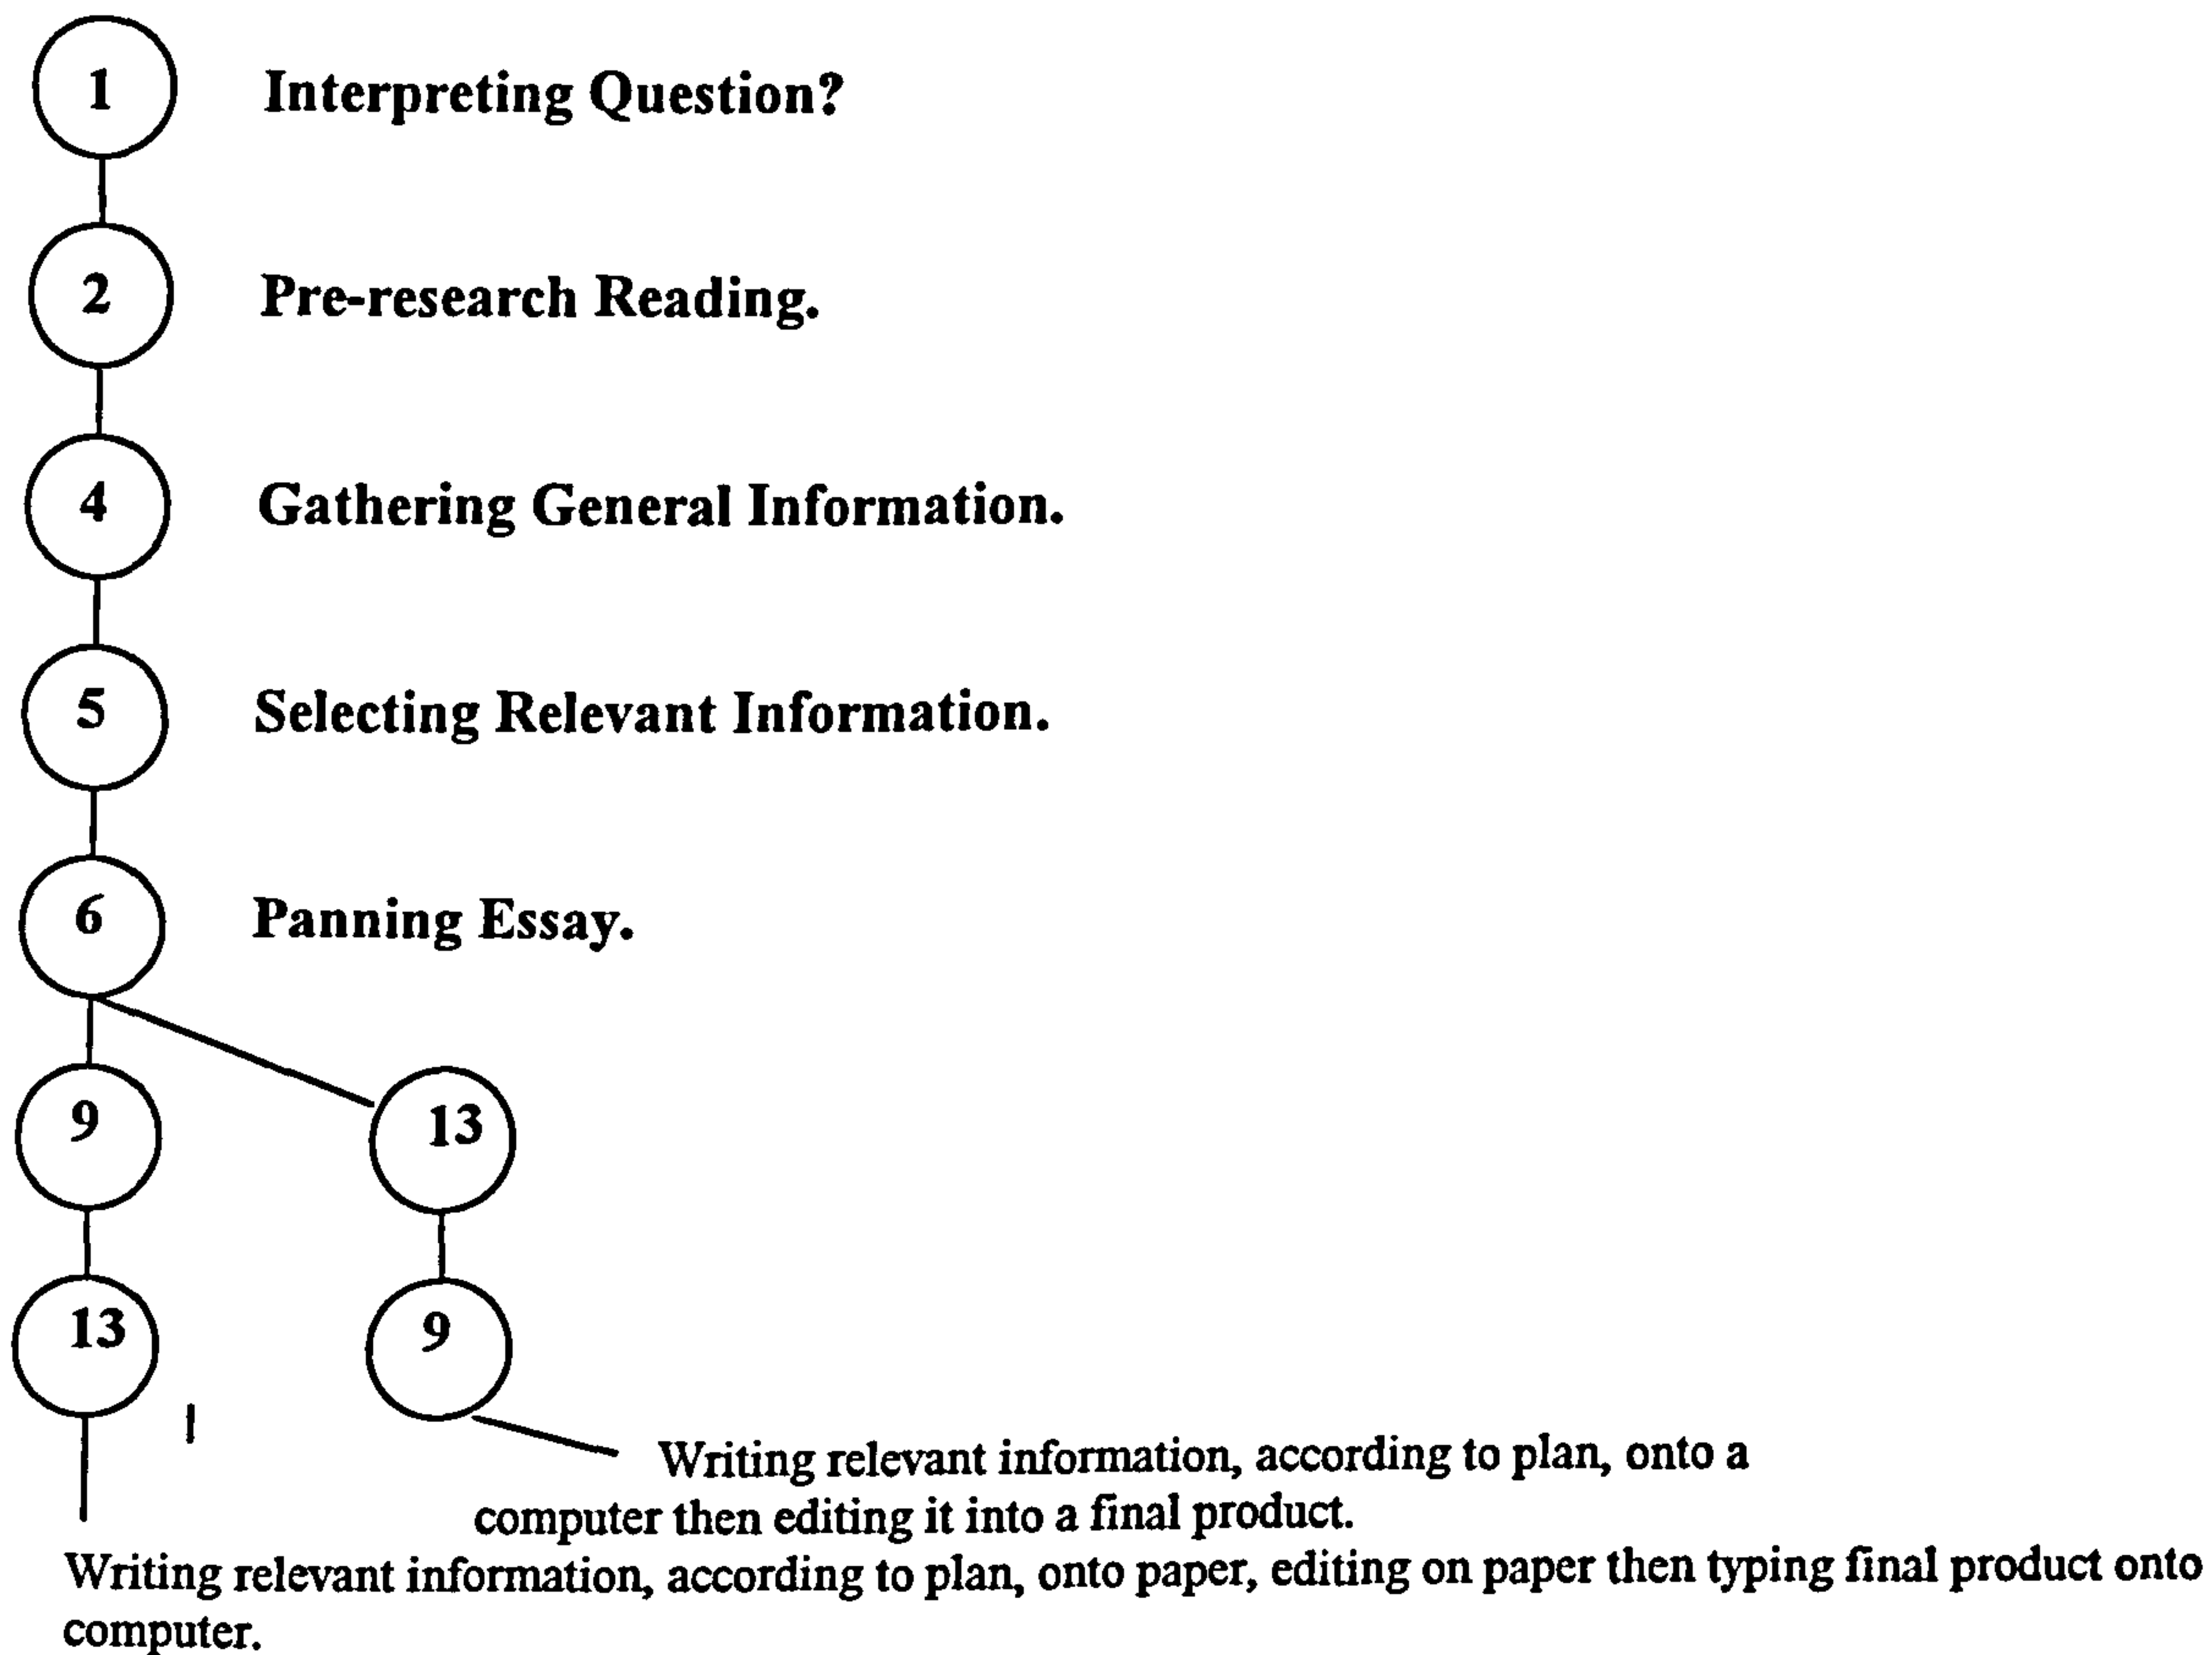 1 Interpreting Question?
2 Pre-research Reading.
4 Gathering General Information.
5 Selecting Relevant Information.
6 Panning Essay.
9 13
13 9
Writing relevant information, according to plan, onto a
computer then editing it into a final product.
Writing relevant information, according to plan, onto paper, editing on paper then typing final product onto
computer.